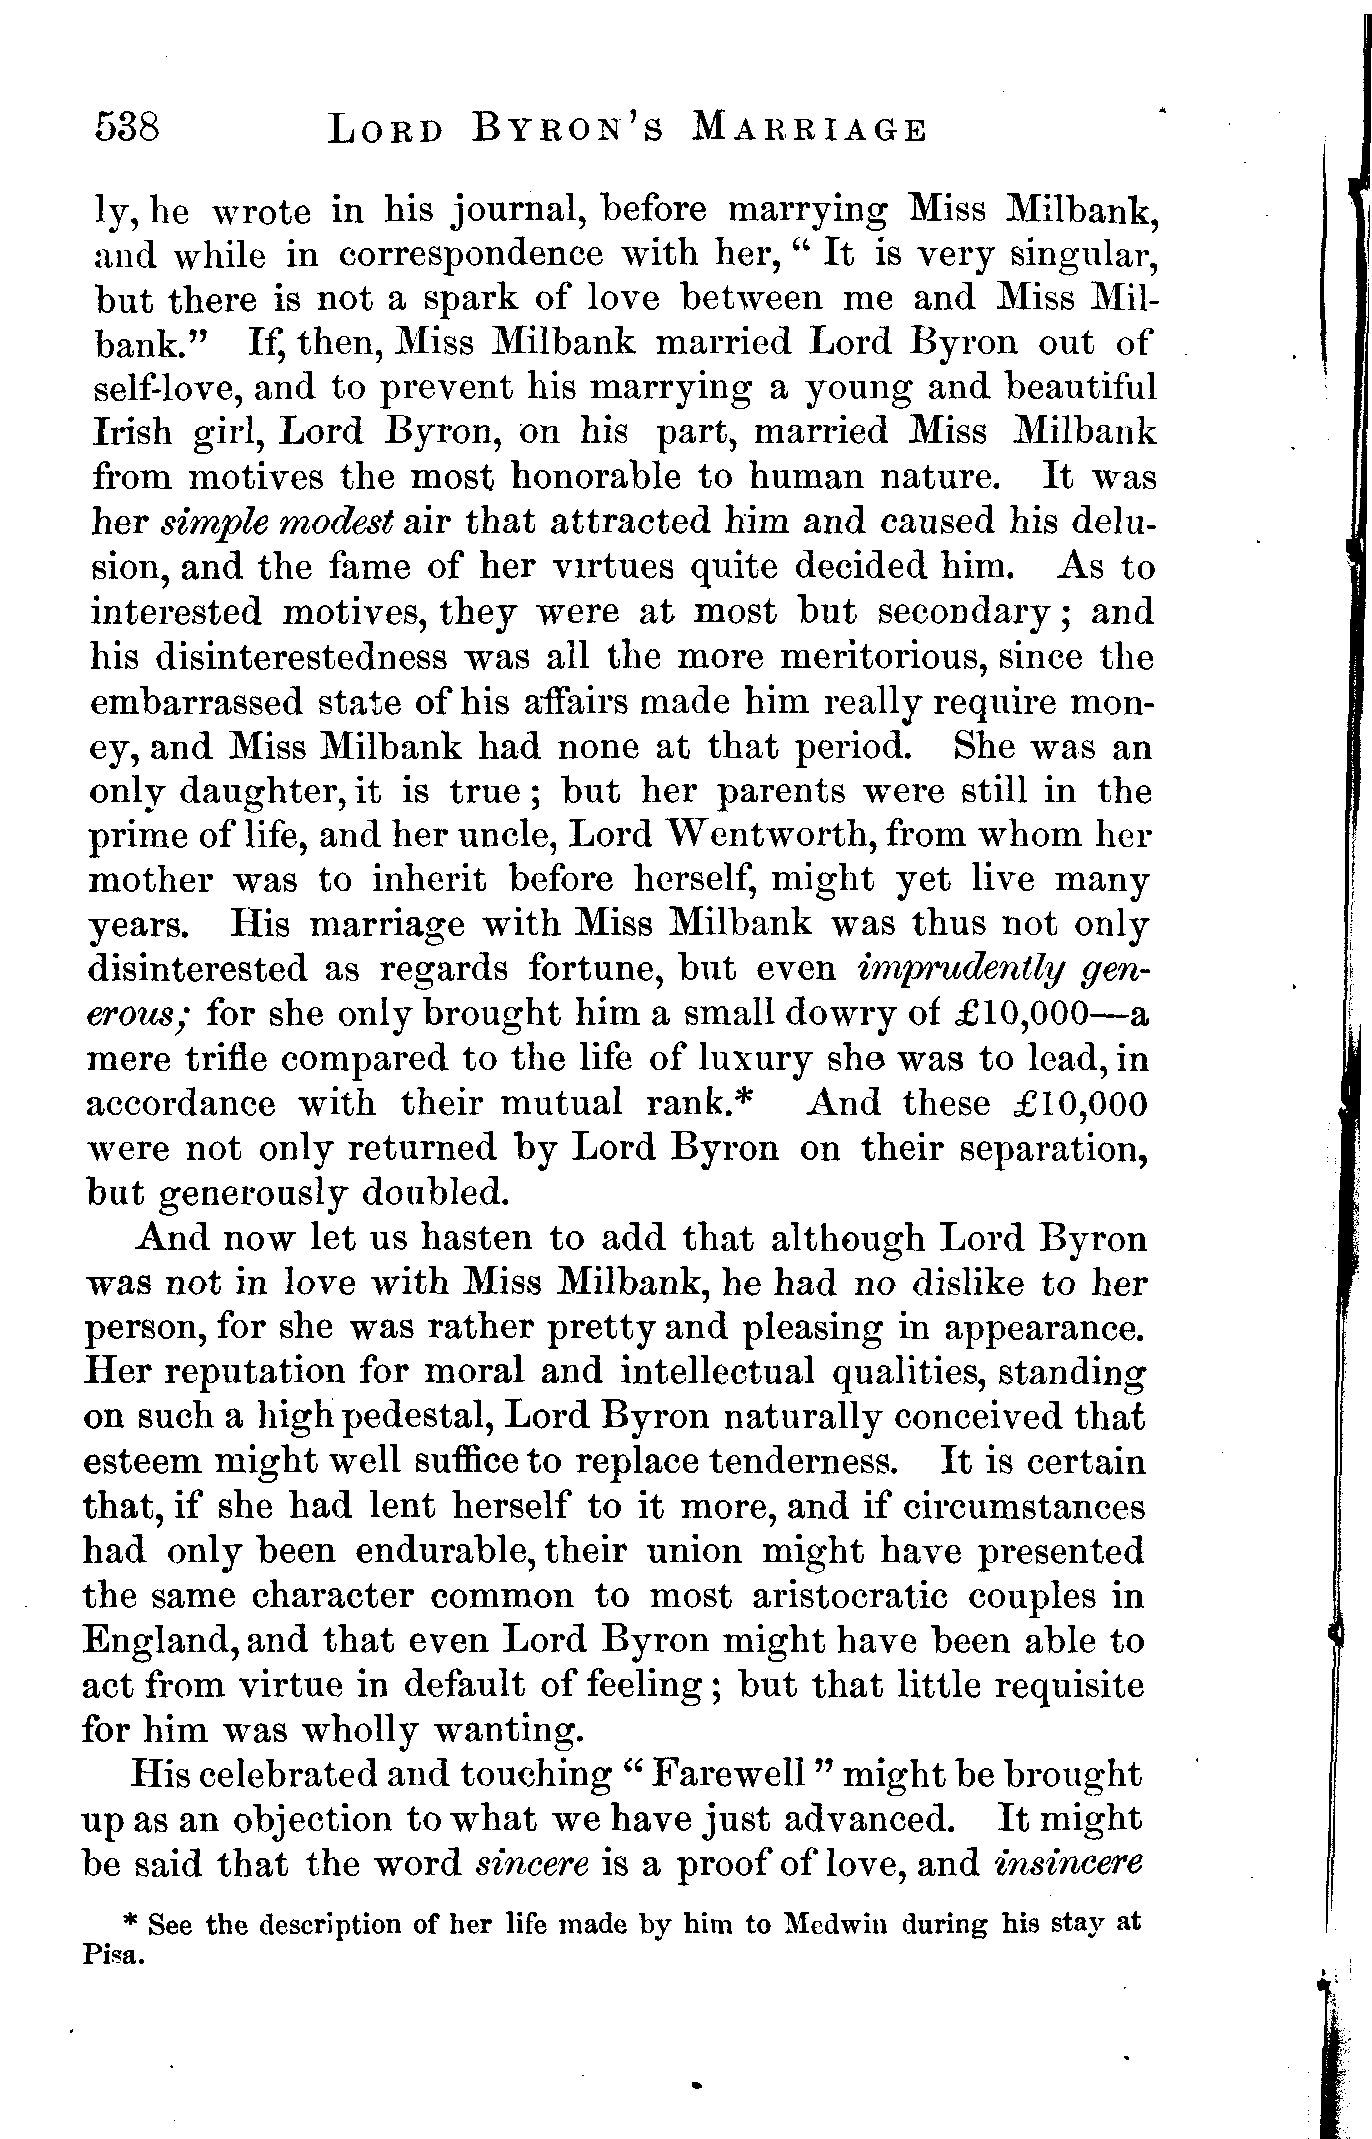 538 LORD BYRON'S MARRIAGE
ly, he wrote in his journal, before marrying Miss Milbank,
and while in correspondence with her, “ It is very singular,
but there is not a spark of love between me and Miss Mil-
bank.” If, then, Miss Milbank married Lord Byron out of
self-love, and to prevent his marrying a young and beautiful
Irish girl, Lord Byron, on his part, married Miss Milbank
from motives the most honorable to human nature. It was
her simple modest air that attracted him and caused his delu-
sion, and the fame of her virtues quite decided him. As to
interested motives, they were at most but secondary; and
his disinterestedness was all the more meritorious, since the
embarrassed state of his affairs made him really require mon-
ey, and Miss Milbank had none at that period. She was an
only daughter, it is true; but her parents were still in the
prime of life, and her uncle, Lord Wentworth, from whom her
mother was to inherit before herself, might yet live many
years. His marriage with Miss Milbank was thus not only
disinterested as regards fortune, but even imprudently gen-
erous; for she only brought him a small dowry of £10,000—a
mere trifle compared to the life of luxury she was to lead, in
accordance with their mutual rank.* And these £10,000
were not only returned by Lord Byron on their separation,
but generously doubled.
And now let us hasten to add that although Lord Byron
was not in love with Miss Milbank, he had no dislike to her
person, for she was rather pretty and pleasing in appearance.
Her reputation for moral and intellectual qualities, standing
on such a high pedestal, Lord Byron naturally conceived that
esteem might well suffice to replace tenderness. It is certain
that, if she had lent herself to it more, and if circumstances
had only been endurable, their union might have presented
the same character common to most aristocratic couples in
England, and that even Lord Byron might have been able to
act from virtue in default of feeling; but that little requisite
for him was wholly wanting.
His celebrated and touching “ Farewell ” might be brought
up as an objection to what we have just advanced. It might
be said that the word sincere is a proof of love, and insincere
* See the description of her life made by him to Medwin during his stay at
Pisa.